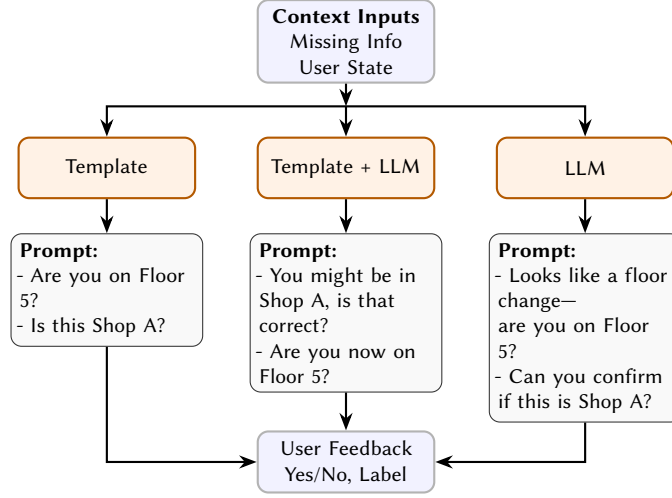 Context Inputs
Missing Info
User State
Template
Template + LLM
LLM
Prompt:
- Are you on Floor
5?
- Is this Shop A?
Prompt:
- You might be in
Shop A, is that
correct?
- Are you now on
Floor 5?
Prompt:
- Looks like a floor
change—
are you on Floor
5?
- Can you confirm
if this is Shop A?
User Feedback
Yes/No, Label